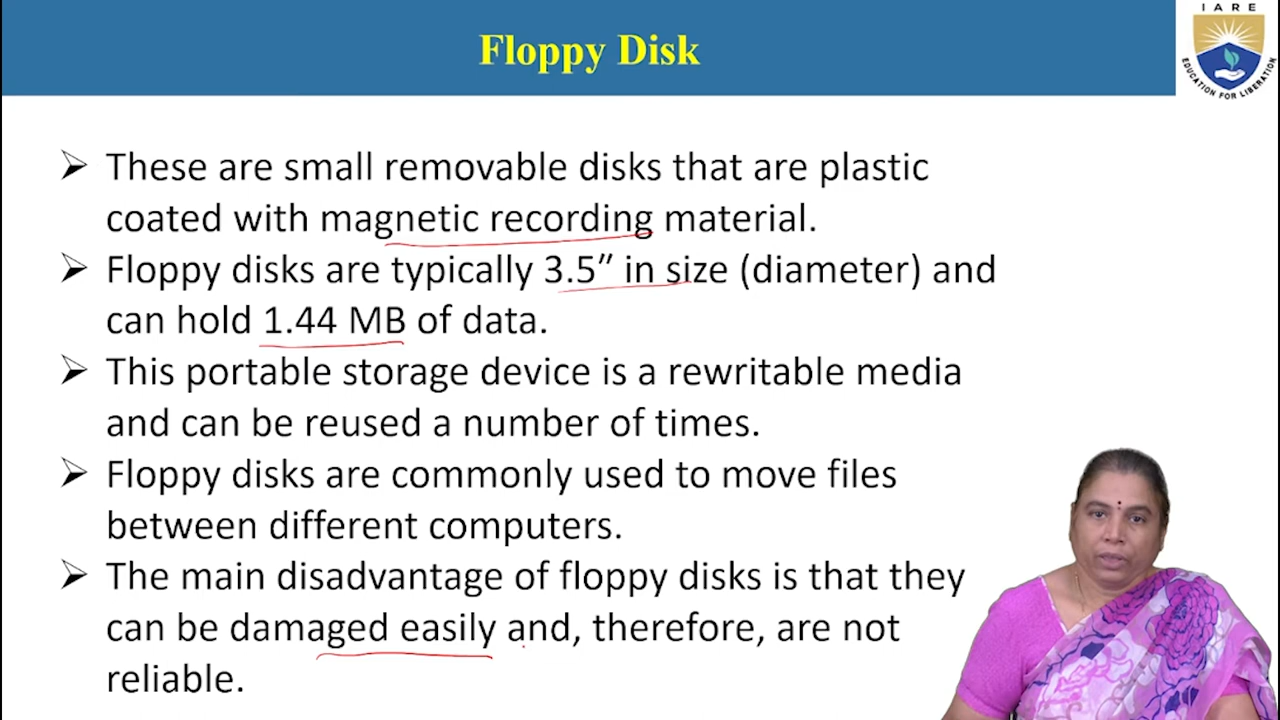 Floppy Disk
IARE
EDUCATION FOR LIBERATION
➢ These are small removable disks that are plastic
coated with magnetic recording material.
➢ Floppy disks are typically 3.5″ in size (diameter) and
can hold 1.44 MB of data.
➢ This portable storage device is a rewritable media
and can be reused a number of times.
➢ Floppy disks are commonly used to move files
between different computers.
➢ The main disadvantage of floppy disks is that they
can be damaged easily and, therefore, are not
reliable.